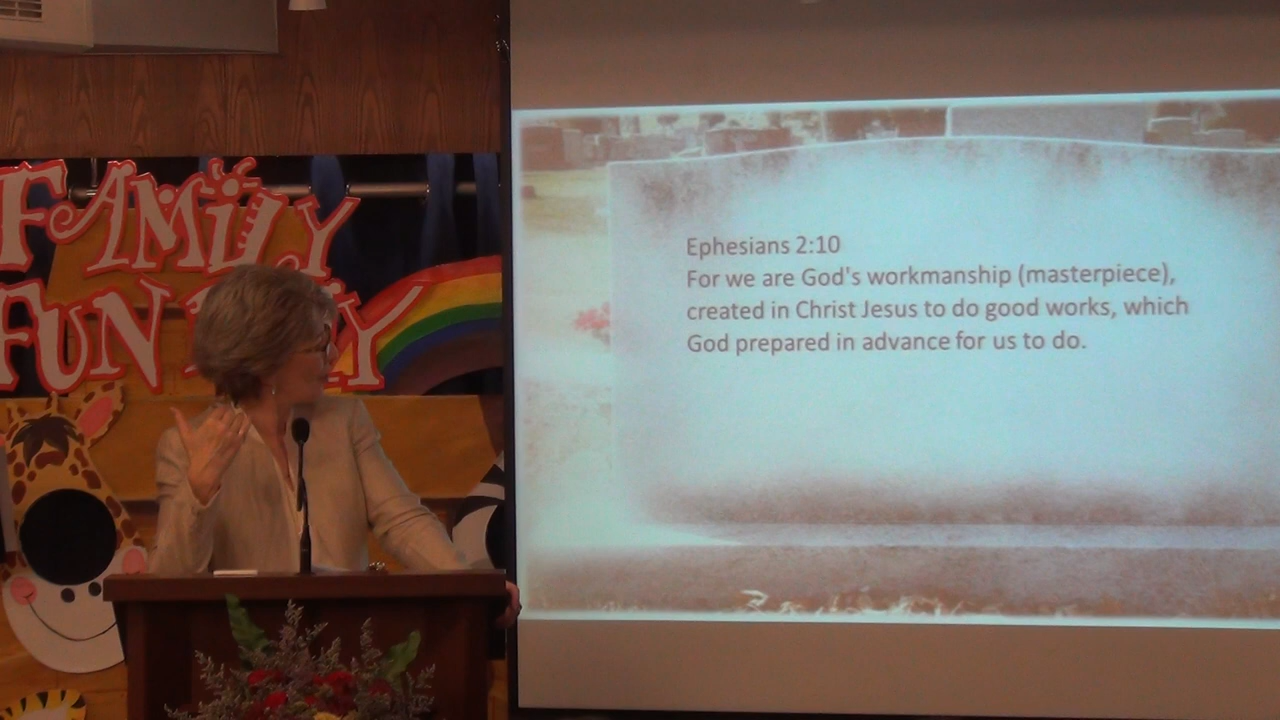 FAMILY
FUN
Ephesians 2:10
For we are God's workmanship (masterpiece),
created in Christ Jesus to do good works, which
God prepared in advance for us to do.